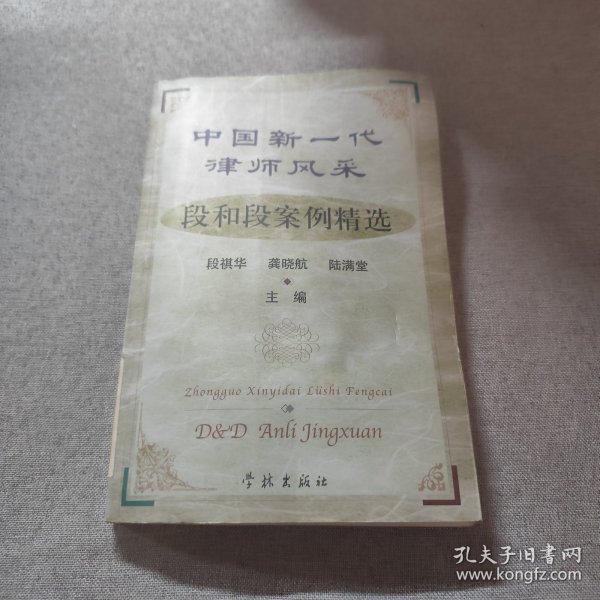 中国新一代
律师风采
段和段案例精选
段祺华 龚晓航 陆满堂
主 编
Zhongguo Xinyidai Lüshi Fengcai
D&D Anli Jingxuan
学林出版社
孔夫子旧书网
www.kongfz.com